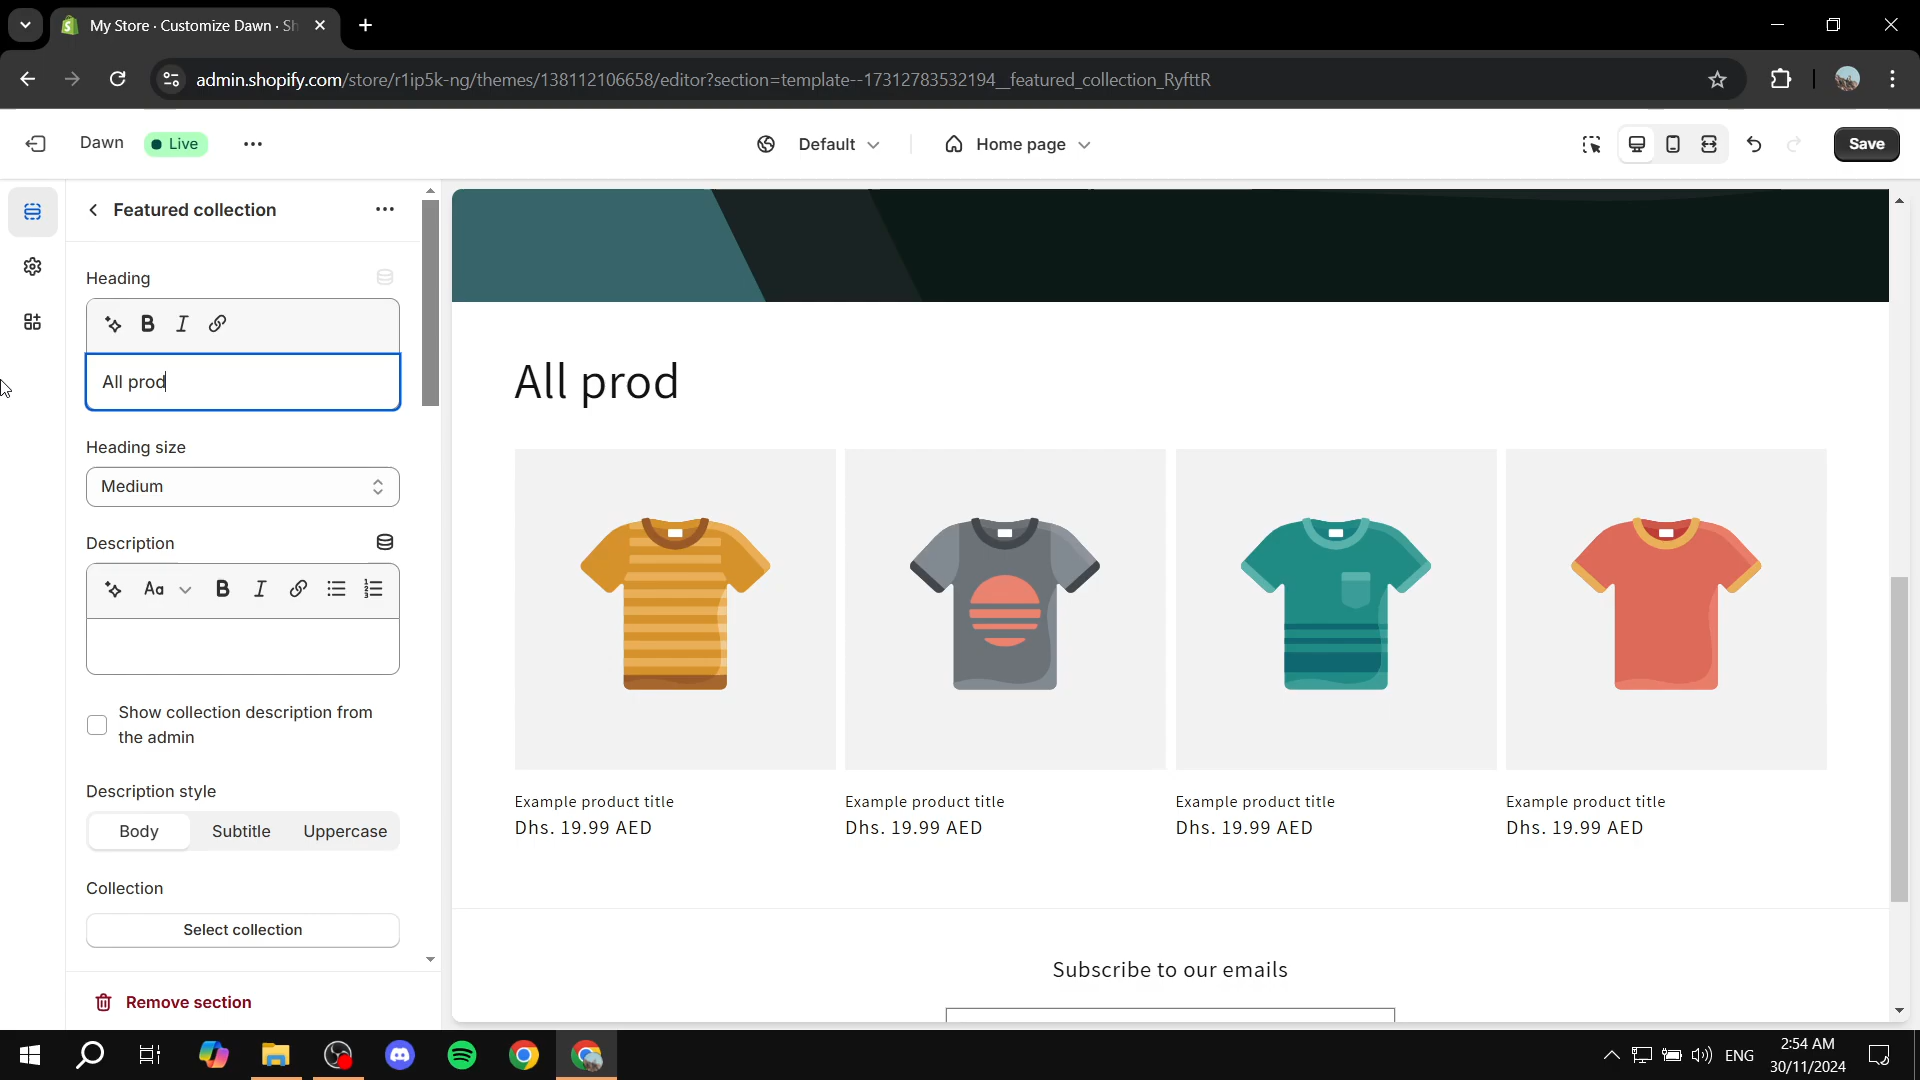 My Store · Customize Dawn · Sh
admin.shopify.com/store/r1ip5k-ng/themes/138112106658/editor?section=template--17312783532194__featured_collection_RyfttR
Dawn
Live
Default
Home page
Save
Featured collection
Heading
All prod
Heading size
Medium
Description
Aa
Show collection description from
the admin
Description style
Body
Subtitle
Uppercase
Collection
Select collection
Remove section
All prod
Example product title
Dhs. 19.99 AED
Example product title
Dhs. 19.99 AED
Example product title
Dhs. 19.99 AED
Example product title
Dhs. 19.99 AED
Subscribe to our emails
ENG
2:54 AM
30/11/2024